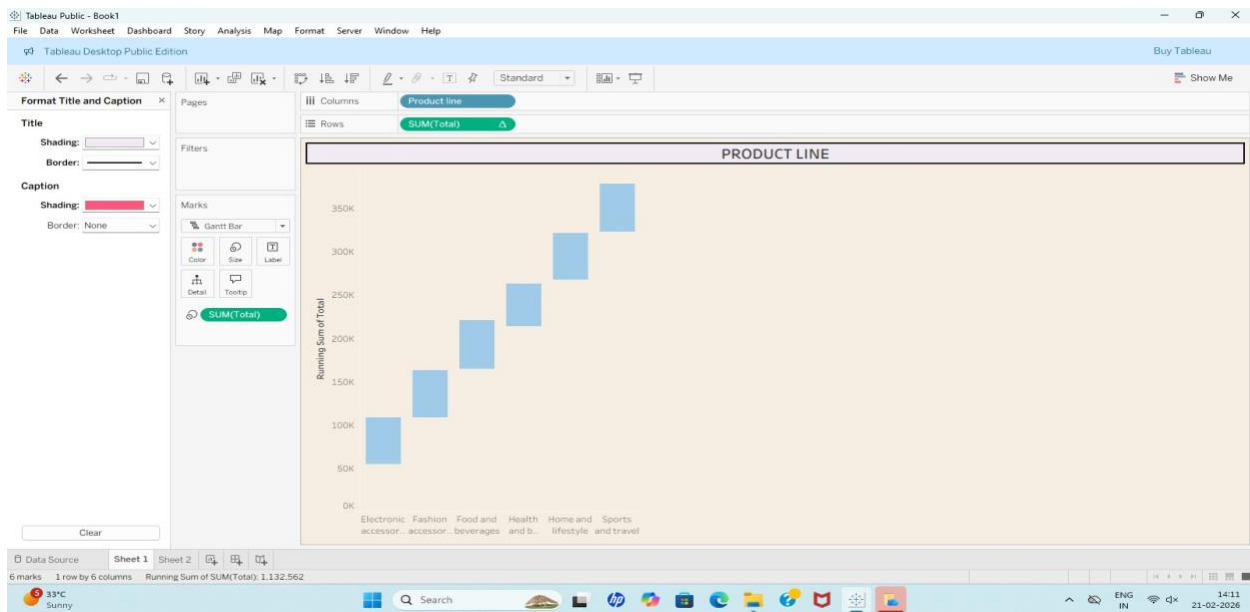 Tableau Public - Book1
File Data Worksheet Dashboard Story Analysis Map Format Server Window Help
Tableau Desktop Public Edition
Buy Tableau
Standard
Show Me
Format Title and Caption
Pages
Columns
Product line
Title
Rows
SUM(Total)
Shading:
Border:
Filters
PRODUCT LINE
Caption
Shading:
Border: None
Marks
Gantt Bar
Color Size Label
Detail Tooltip
SUM(Total)
Running Sum of Total
350K
300K
250K
200K
150K
100K
50K
0K
Electronic Fashion Food and Health Home and Sports
accessor.. accessor.. beverages and b.. lifestyle and travel
Clear
Data Source Sheet 1 Sheet 2
6 marks 1 row by 6 columns Running Sum of SUM(Total): 1,132,562
5
33°C
Sunny
Search
hp
ENG
IN
14:11
21-02-2026